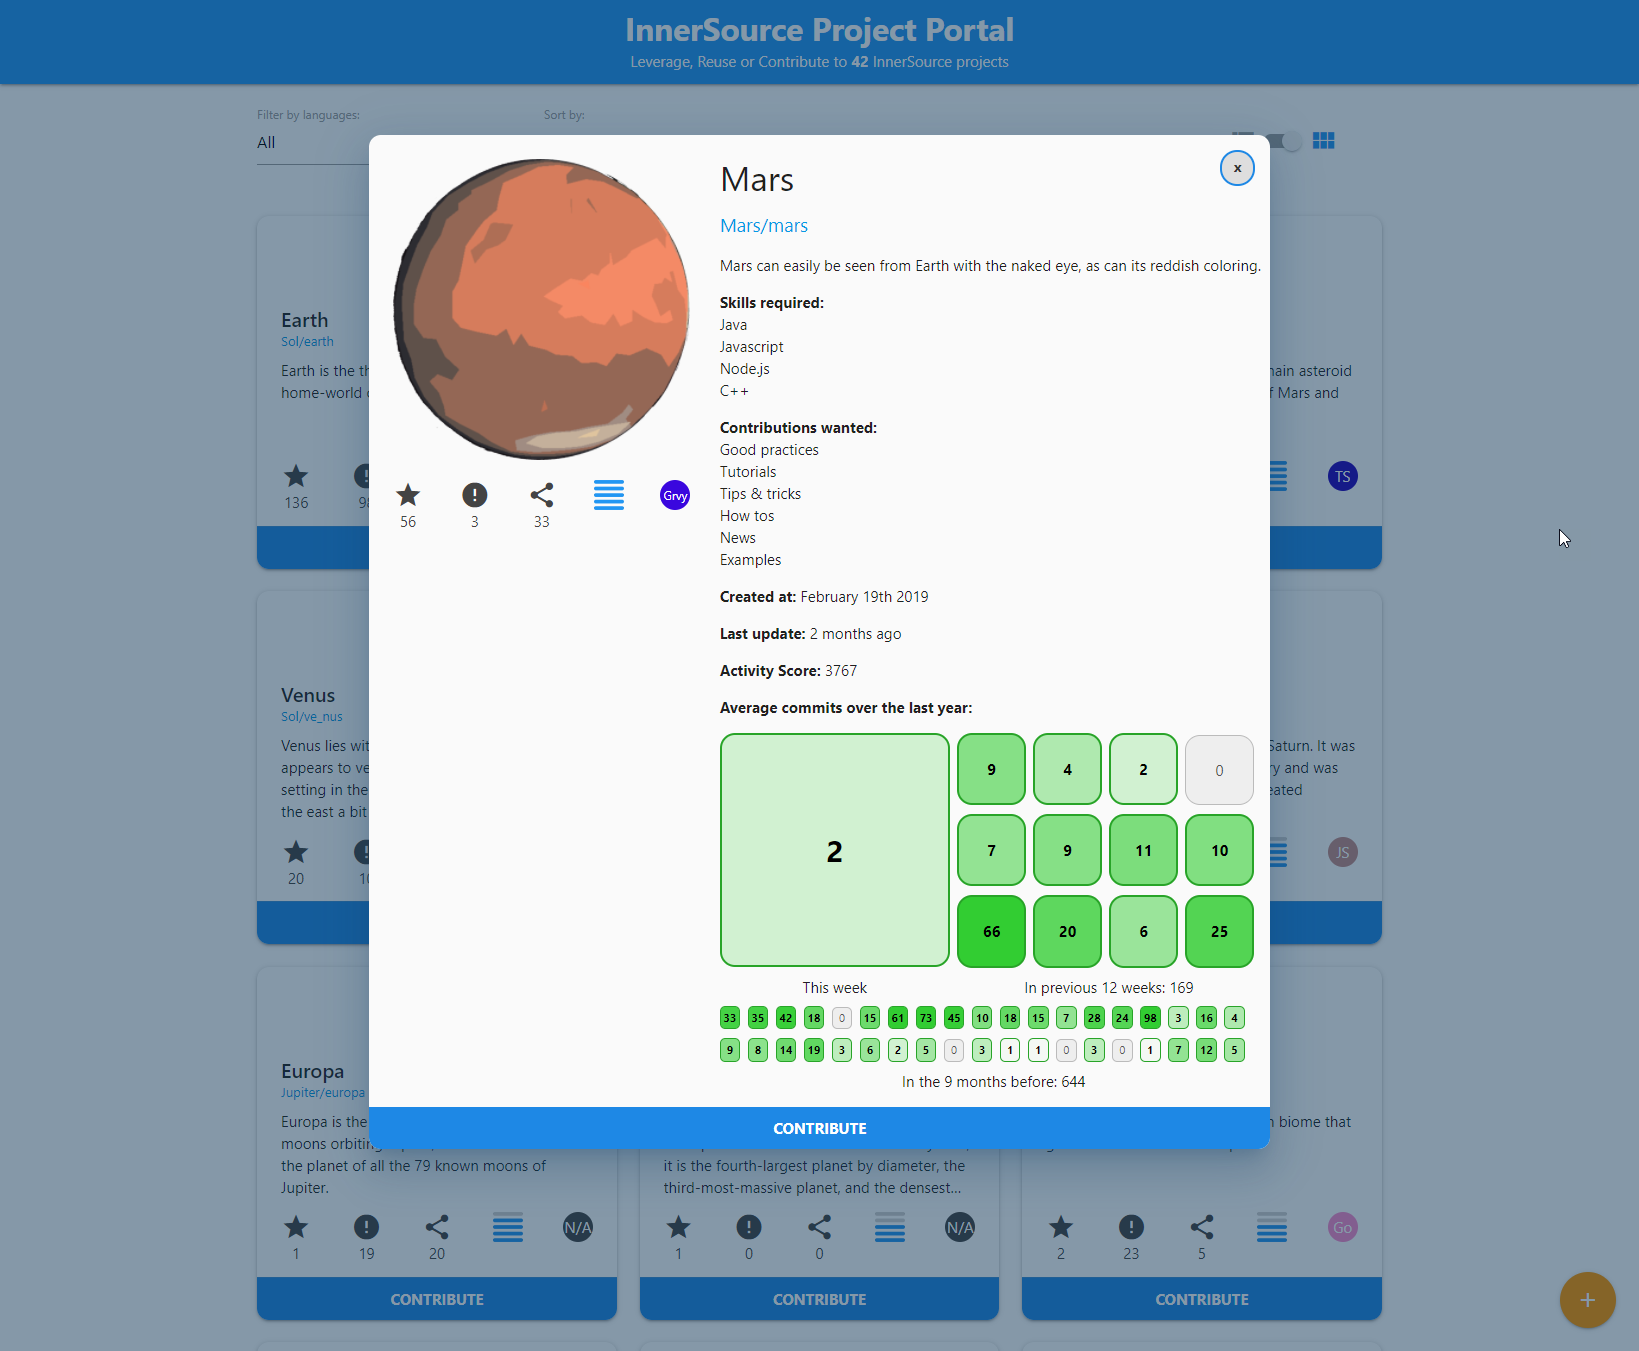 InnerSource Project Portal
Leverage, Reuse or Contribute to 42 InnerSource projects
Filter by languages:
Sort by:
All
x
Mars
Mars/mars
Mars can easily be seen from Earth with the naked eye, as can its reddish coloring.
Skills required:
Java
Javascript
Node.js
C++
Contributions wanted:
Good practices
Tutorials
Tips & tricks
How tos
News
Examples
56
3
33
Grvy
Created at: February 19th 2019
Last update: 2 months ago
Activity Score: 3767
Average commits over the last year:
2
9 4 2 0
7 9 11 10
66 20 6 25
This week
In previous 12 weeks: 169
33 35 42 18 0 15 61 73 45 10 18 15 7 28 24 98 3 16 4
9 8 14 19 3 6 2 5 0 3 1 1 0 3 0 1 7 12 5
In the 9 months before: 644
CONTRIBUTE
Earth
Sol/earth
Earth is the
home-world
136
TS
asteroid
Mars and
Venus
Sol/ve_nus
Venus lies
appears to
setting in the
the east a bit
20
JS
Saturn. It was
and was
Europa
Jupiter/europa
Europa is the
moons
the planet of all the 79 known moons of
Jupiter.
1
19
20
N/A
CONTRIBUTE
it is the fourth-largest planet by diameter, the
third-most-massive planet, and the densest...
1
0
0
N/A
CONTRIBUTE
biome that
2
23
5
Go
CONTRIBUTE
+